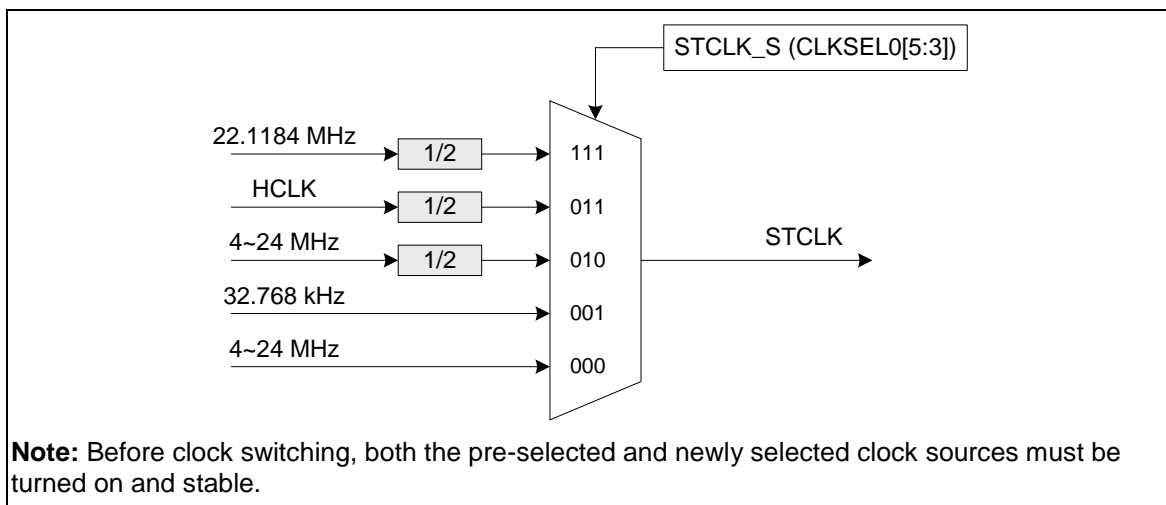 STCLK_S (CLKSEL0[5:3])
22.1184 MHz
1/2
111
HCLK
1/2
011
4~24 MHz
1/2
010
STCLK
32.768 kHz
001
4~24 MHz
000
Note: Before clock switching, both the pre-selected and newly selected clock sources must be
turned on and stable.